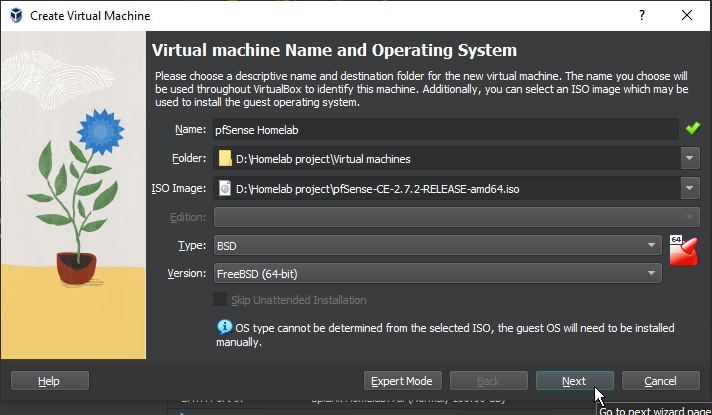 Create Virtual Machine
?
Virtual machine Name and Operating System
Please choose a descriptive name and destination folder for the new virtual machine. The name you choose will
be used throughout VirtualBox to identify this machine. Additionally, you can select an ISO image which may be
used to install the guest operating system.
Name: pfSense Homelab
Folder: D:\Homelab project\Virtual machines
ISO Image: D:\Homelab project\pfSense-CE-2.7.2-RELEASE-amd64.iso
Edition:
Type: BSD
64
Version: FreeBSD (64-bit)
Skip Unattended Installation
OS type cannot be determined from the selected ISO, the guest OS will need to be installed
manually.
Help Expert Mode Back Next Cancel
Go to next wizard page